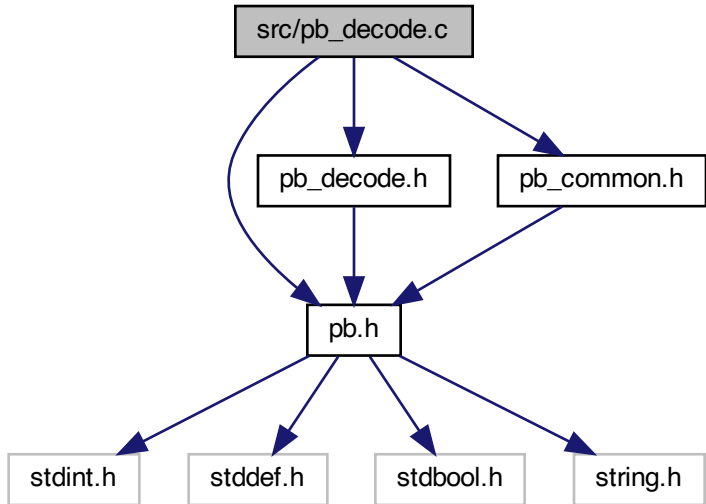 src/pb_decode.c
pb_decode.h
pb_common.h
pb.h
stdint.h
stddef.h
stdbool.h
string.h